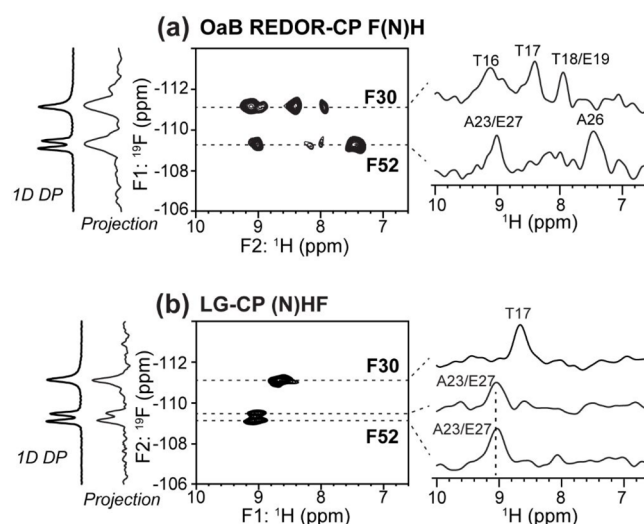 (a) OaB REDOR-CP F(N)H
T16
T17
T18/E19
-112
F30
-110
A23/E27
A26
F52
-108
F1: ¹⁹F (ppm)
1D DP
-106
Projection
10
9
8
7
F2: ¹H (ppm)
10
9
8
7
¹H (ppm)
(b) LG-CP (N)HF
T17
-112
F30
A23/E27
-110
F52
A23/E27
-108
F2: ¹⁹F (ppm)
1D DP
-106
Projection
10
9
8
7
F1: ¹H (ppm)
10
9
8
7
¹H (ppm)